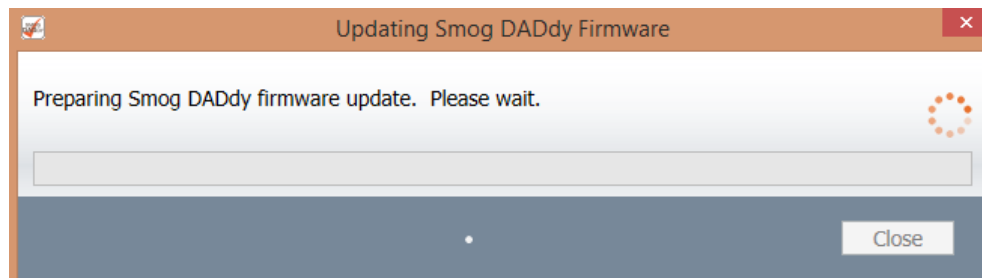 Updating Smog DADdy Firmware
Preparing Smog DADdy firmware update.  Please wait.
Close